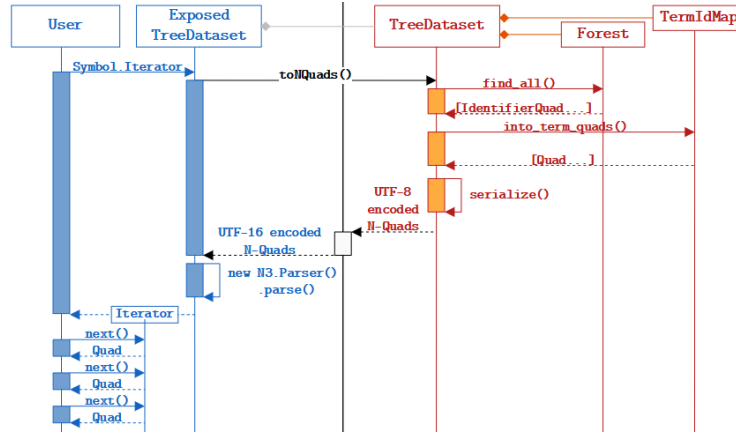 User
Exposed
TreeDataset
TreeDataset
Forest
TermIdMap
Symbol.Iterator
toNQuads()
find_all()
[IdentifierQuad...]
into_term_quads()
[Quad...]
serialize()
UTF-8
encoded
N-Quads
UTF-16 encoded
N-Quads
new N3.Parser()
.parse()
Iterator
next()
Quad
next()
Quad
next()
Quad